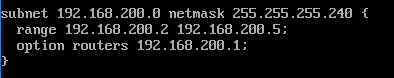 subnet 192.168.200.0 netmask 255.255.255.240 {
  range 192.168.200.2 192.168.200.5;
  option routers 192.168.200.1;
}